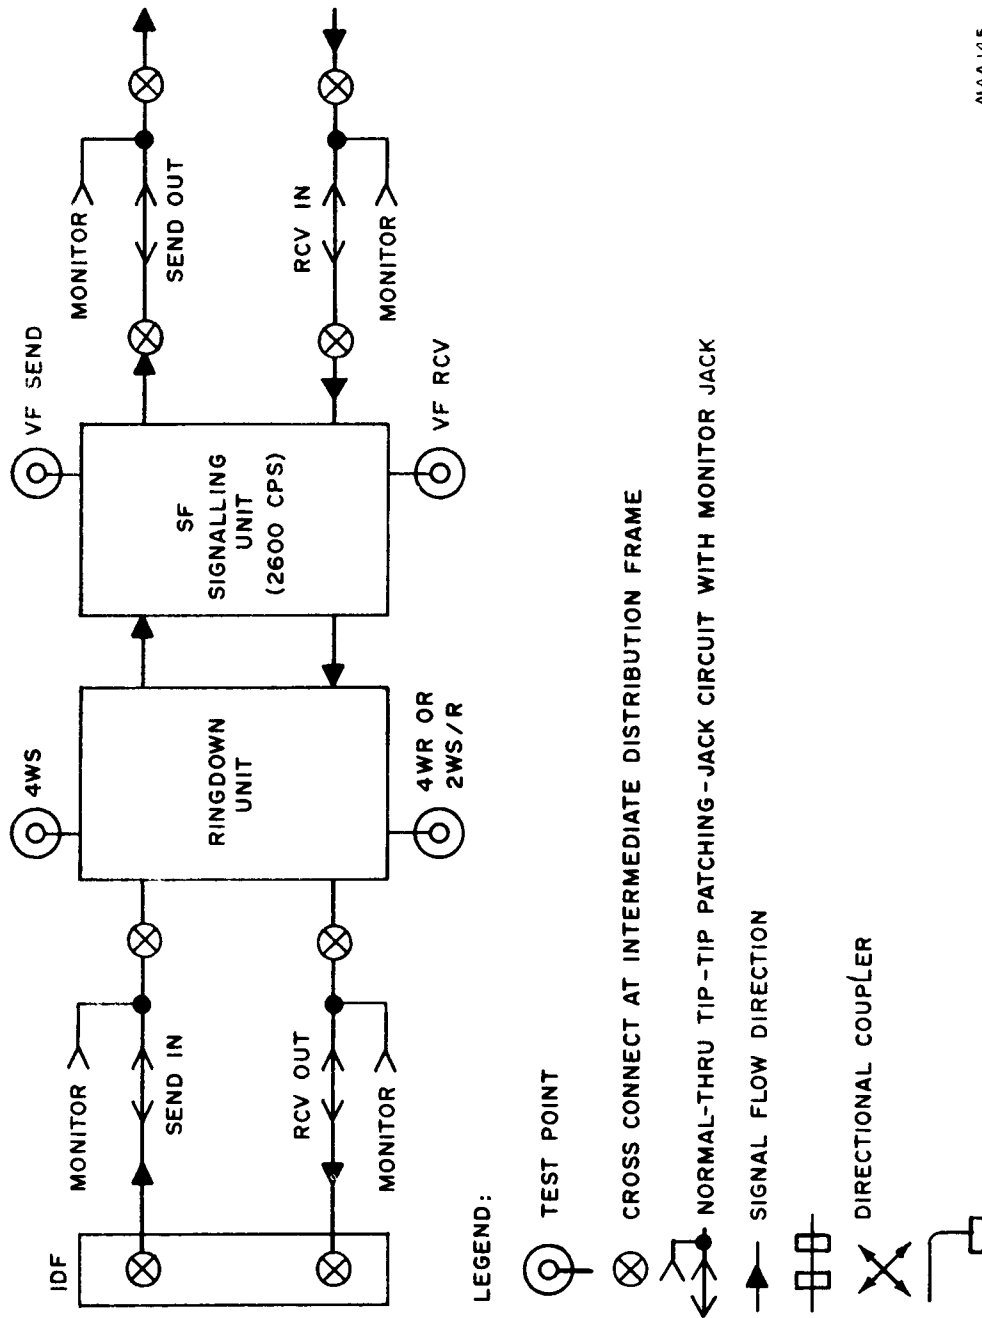 IDF
MONITOR
SEND IN
RCV OUT
MONITOR
4WS
RINGDOWN
UNIT
4WR OR
2WS/R
VF SEND
SF
SIGNALLING
UNIT
(2600 CPS)
VF RCV
MONITOR
SEND OUT
RCV IN
MONITOR
LEGEND:
TEST POINT
CROSS CONNECT AT INTERMEDIATE DISTRIBUTION FRAME
NORMAL-THRU TIP-TIP PATCHING-JACK CIRCUIT WITH MONITOR JACK
SIGNAL FLOW DIRECTION
DIRECTIONAL COUPLER